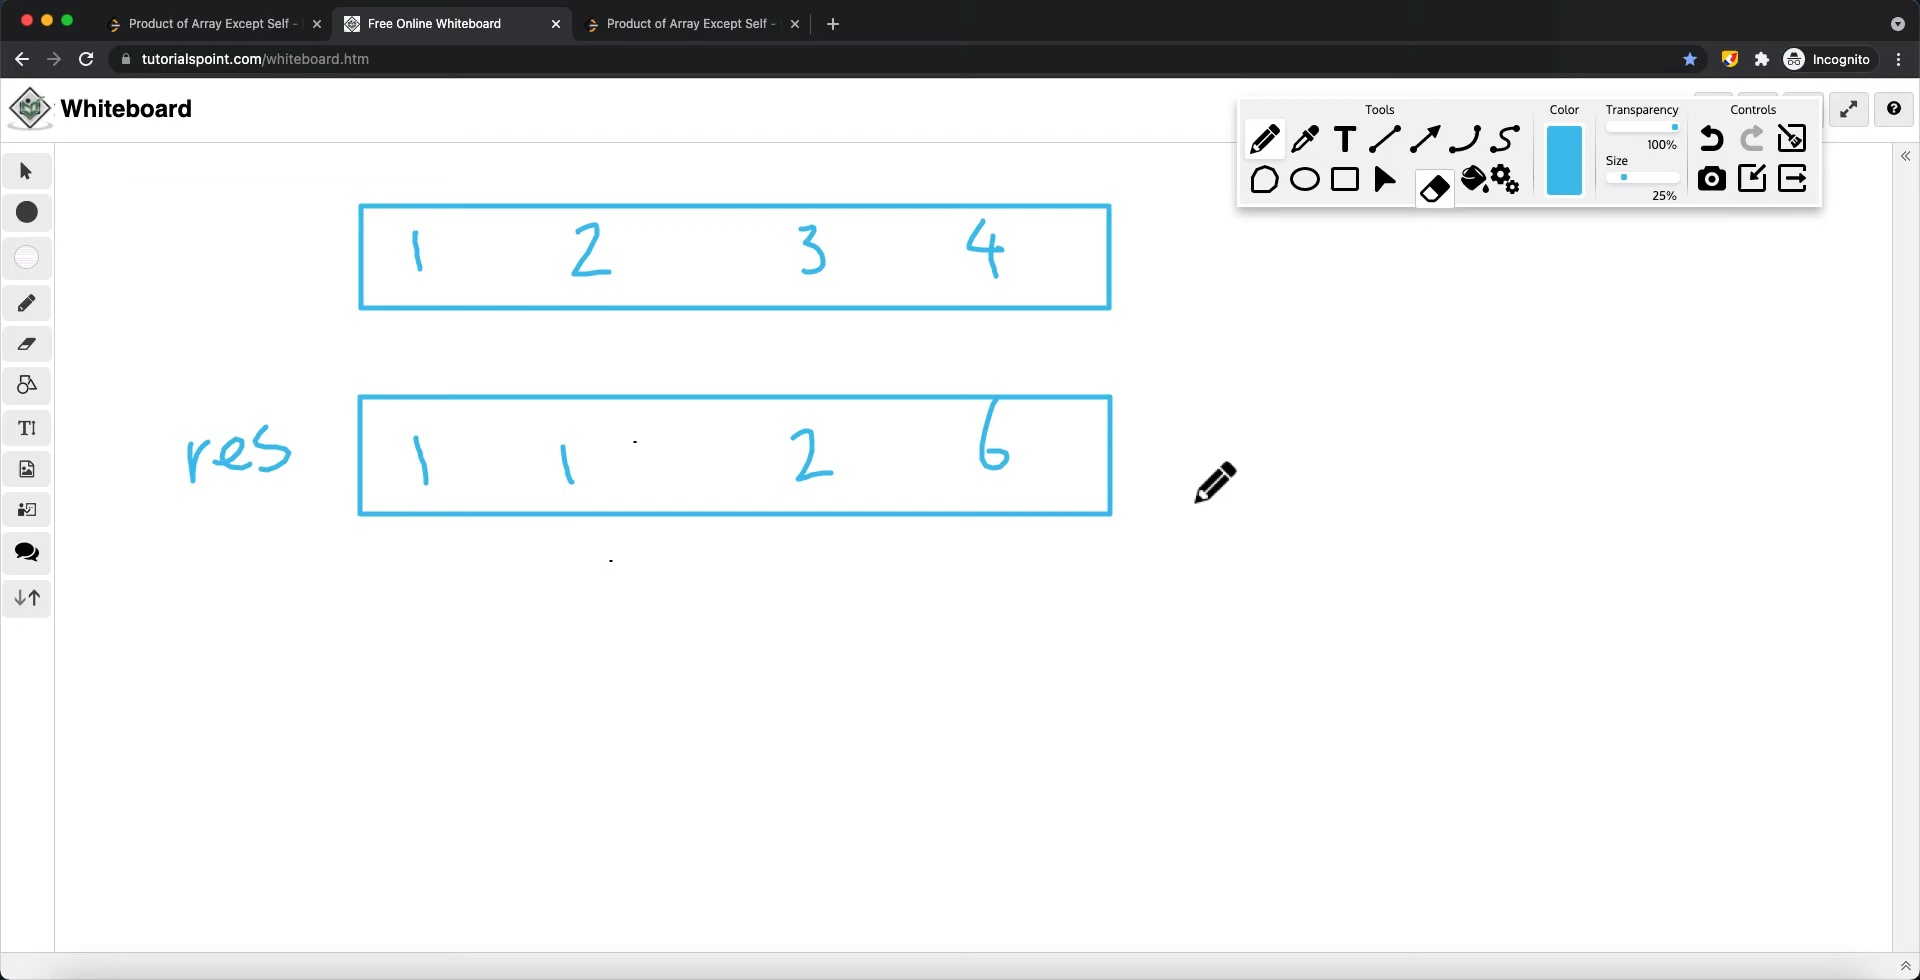 Product of Array Except Self -
Free Online Whiteboard
Product of Array Except Self -
tutorialspoint.com/whiteboard.htm
Incognito
Whiteboard
Tools
Color
Transparency
Controls
100%
Size
25%
1 2 3 4
res 1 1 2 6